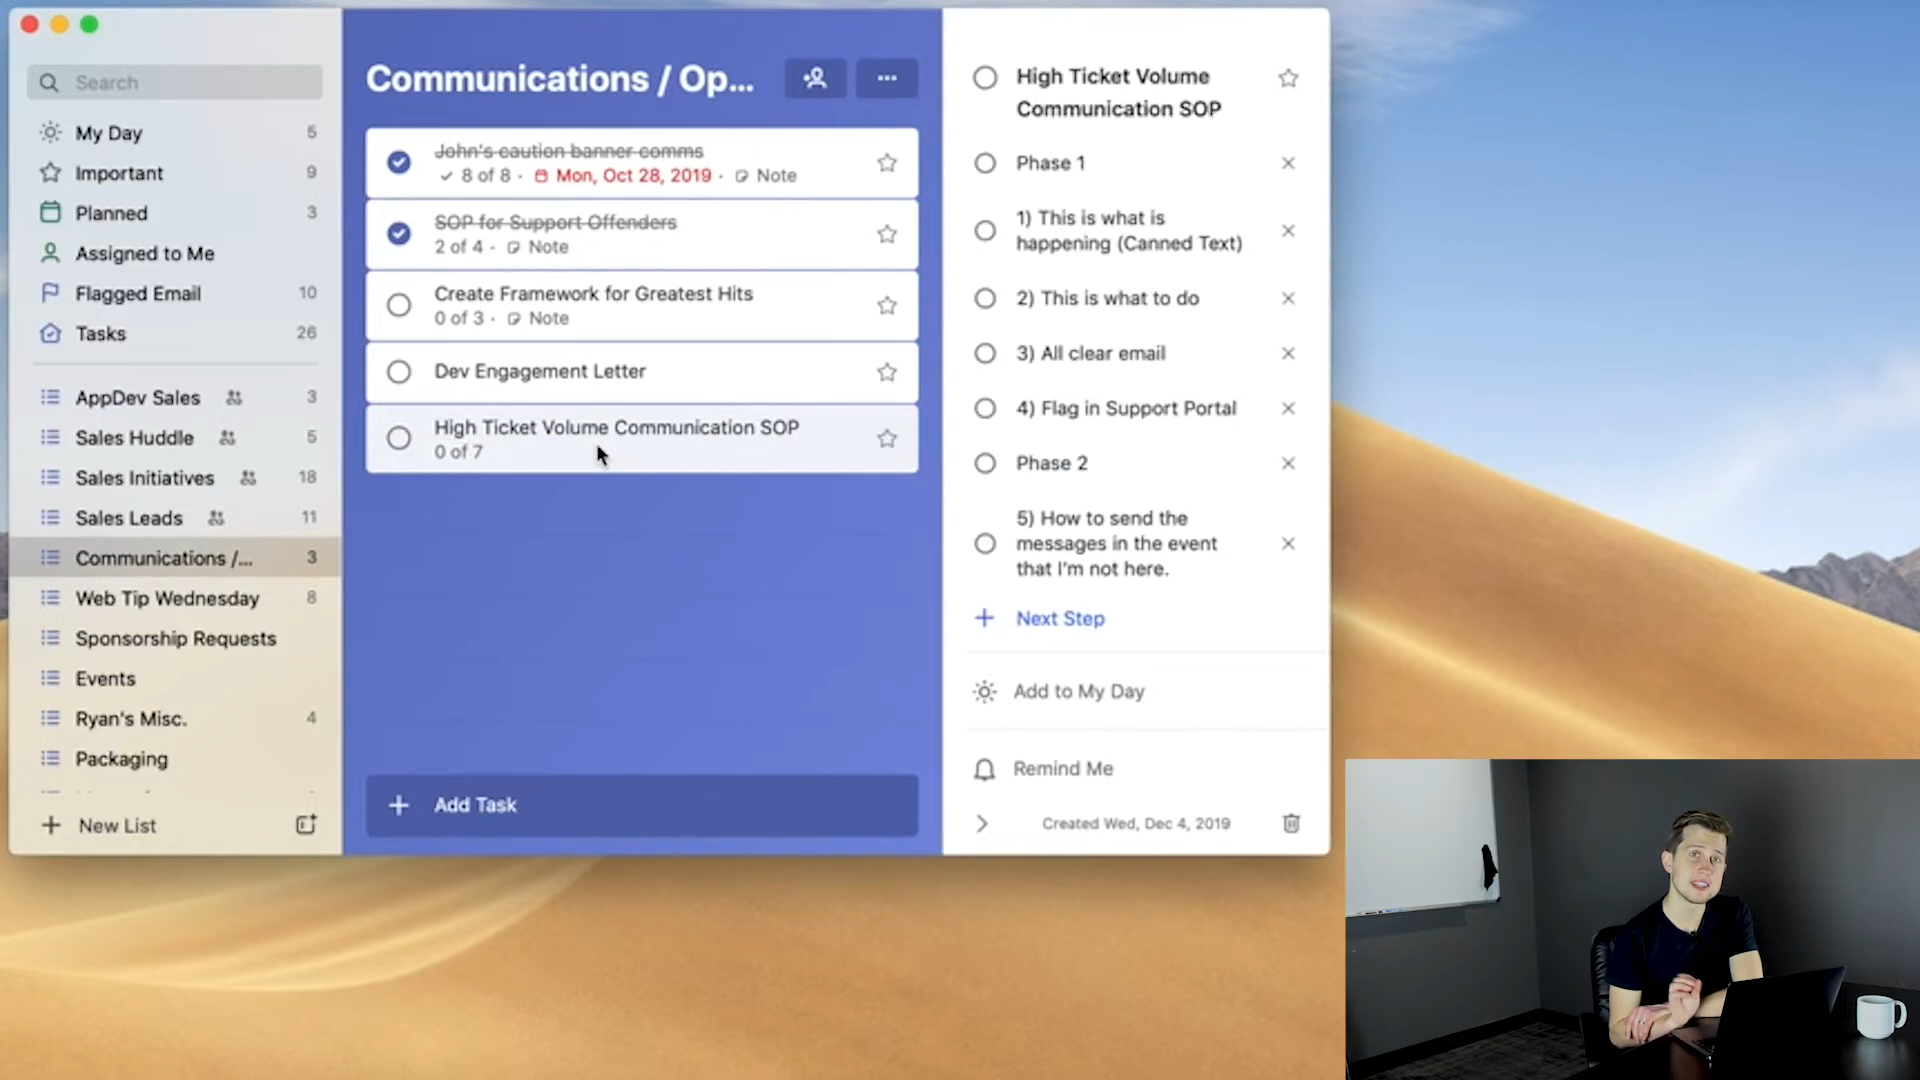 Search
My Day 5
Important 9
Planned 3
Assigned to Me
Flagged Email 10
Tasks 26
AppDev Sales 3
Sales Huddle 5
Sales Initiatives 18
Sales Leads 11
Communications /... 3
Web Tip Wednesday 8
Sponsorship Requests
Events
Ryan's Misc. 4
Packaging
New List
Communications / Op...
John's caution banner comms
8 of 8 · Mon, Oct 28, 2019 · Note
SOP for Support Offenders
2 of 4 · Note
Create Framework for Greatest Hits
0 of 3 · Note
Dev Engagement Letter
High Ticket Volume Communication SOP
0 of 7
Add Task
High Ticket Volume
Communication SOP
Phase 1
1) This is what is
happening (Canned Text)
2) This is what to do
3) All clear email
4) Flag in Support Portal
Phase 2
5) How to send the
messages in the event
that I'm not here.
Next Step
Add to My Day
Remind Me
Created Wed, Dec 4, 2019